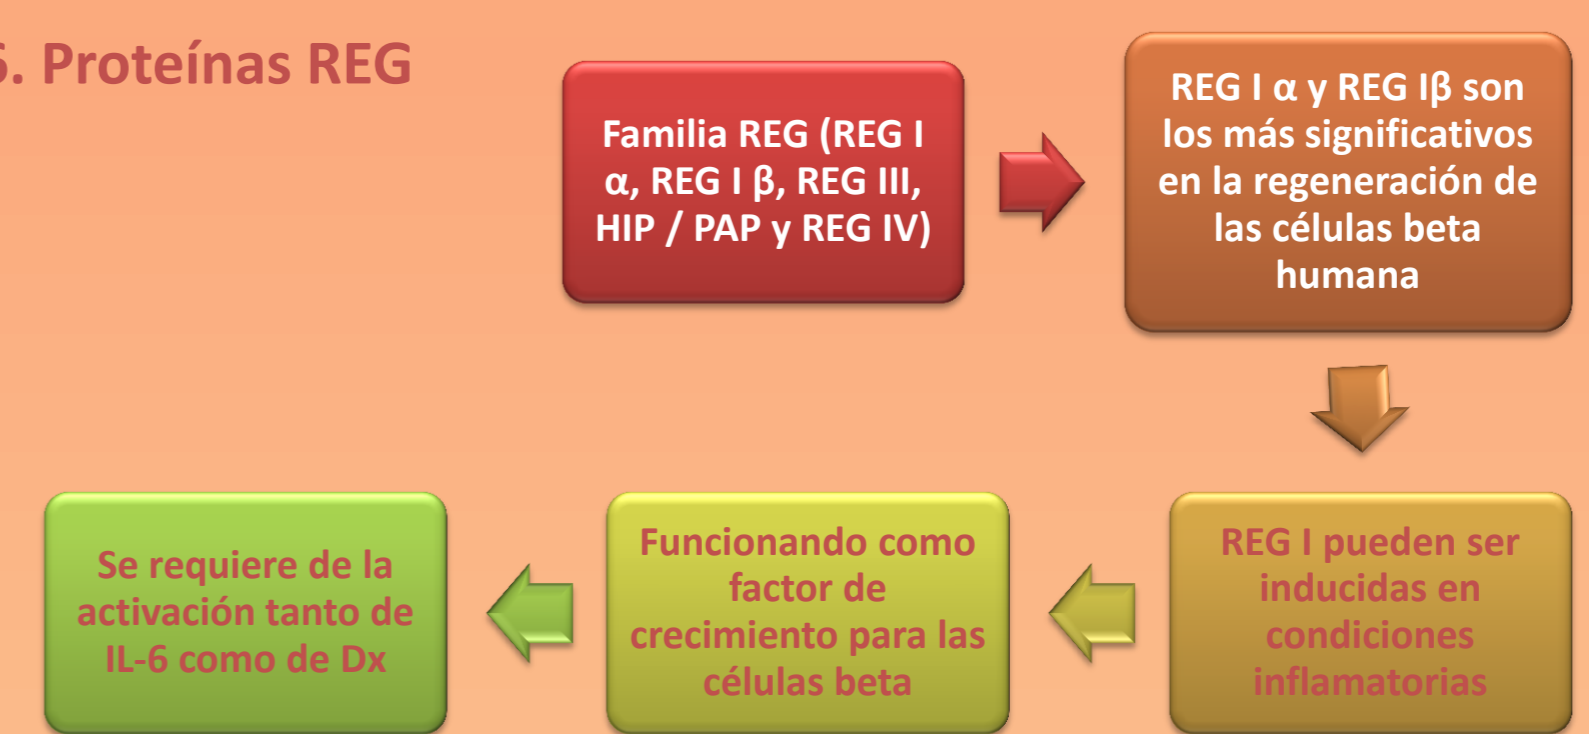 6. Proteínas REG
Familia REG (REG I
α, REG I β, REG III,
HIP / PAP y REG IV)
REG I α y REG Iβ son
los más significativos
en la regeneración de
las células beta
humana
REG I pueden ser
inducidas en
condiciones
inflamatorias
Funcionando como
factor de
crecimiento para las
células beta
Se requiere de la
activación tanto de
IL-6 como de Dx